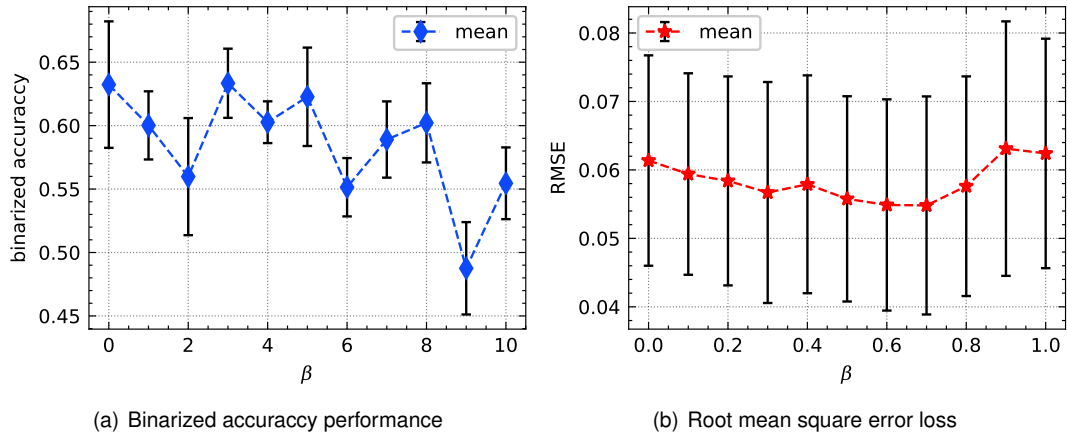 0.65
0.60
0.55
0.50
0.45
binarized accuraccy
mean
0 2 4 6 8 10
β
(a) Binarized accuraccy performance
0.08
0.07
0.06
0.05
0.04
RMSE
mean
0.0 0.2 0.4 0.6 0.8 1.0
β
(b) Root mean square error loss